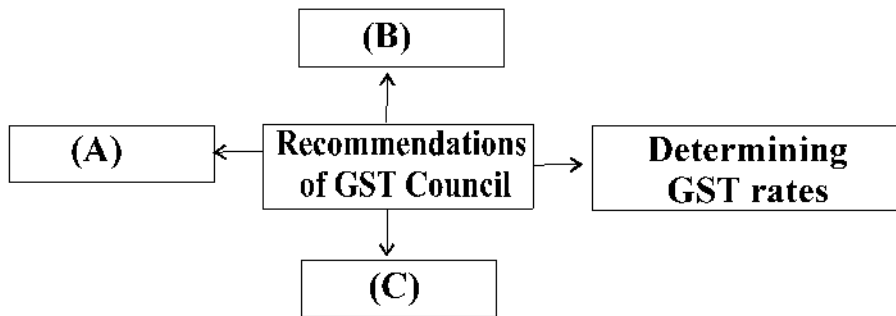 (B)
(A)
Recommendations
of GST Council
Determining
GST rates
(C)